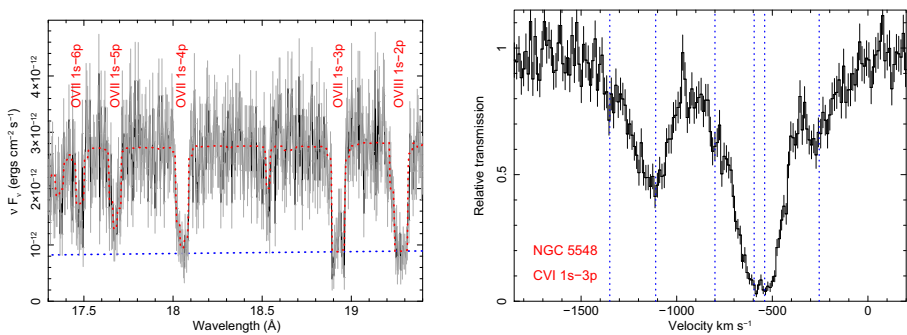 OVII 1s−6p
OVII 1s−5p
OVII 1s−4p
OVII 1s−3p
OVIII 1s−2p
ν Fν (ergs cm−2 s−1)
4×10−12
3×10−12
2×10−12
10−12
0
17.5
18
18.5
19
Wavelength (Å)
Relative transmission
1
0.5
0
NGC 5548
CVI 1s−3p
−1500
−1000
−500
0
Velocity km s−1